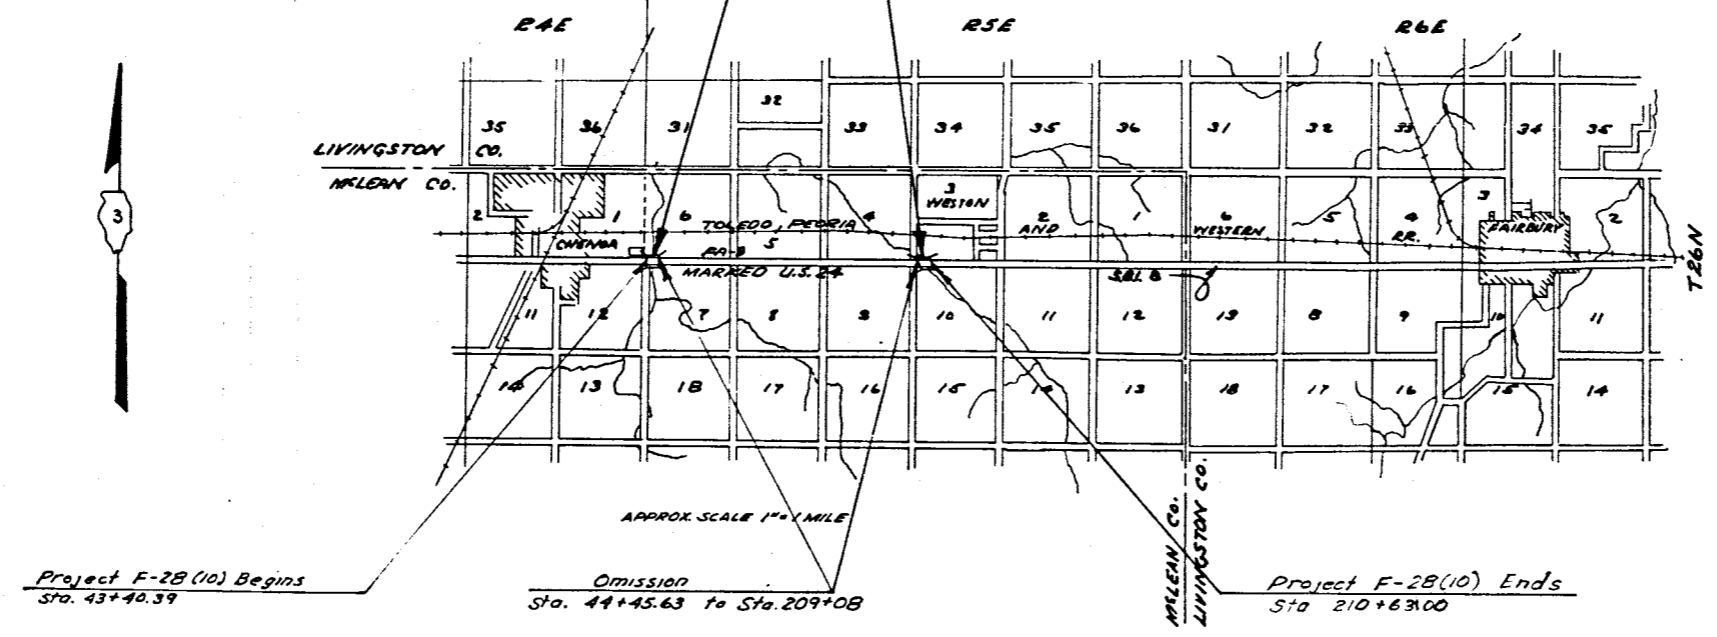 R4E R5E R6E
32
35 36 31 33 34 35 36 31 32 33 34 35
LIVINGSTON CO.
McLEAN CO.
3
2 1 6 4 3 2 1 6 5 4 3 2
WESTON
TOLEDO, PEORIA AND WESTERN RR.
CHENOA 5 FAIRBURY
MARKED U.S. 24
S.B.I. 8
T26N
11 12 7 8 9 10 11 12 8 9 10 11
14 13 18 17 16 15 14 13 18 17 16 15 14
APPROX. SCALE 1"=1 MILE
McLEAN CO.
LIVINGSTON CO.
Project F-28(10) Begins
Sta. 43+40.39
Omission
Sta. 44+45.63 to Sta. 209+08
Project F-28(10) Ends
Sta 210+63.00